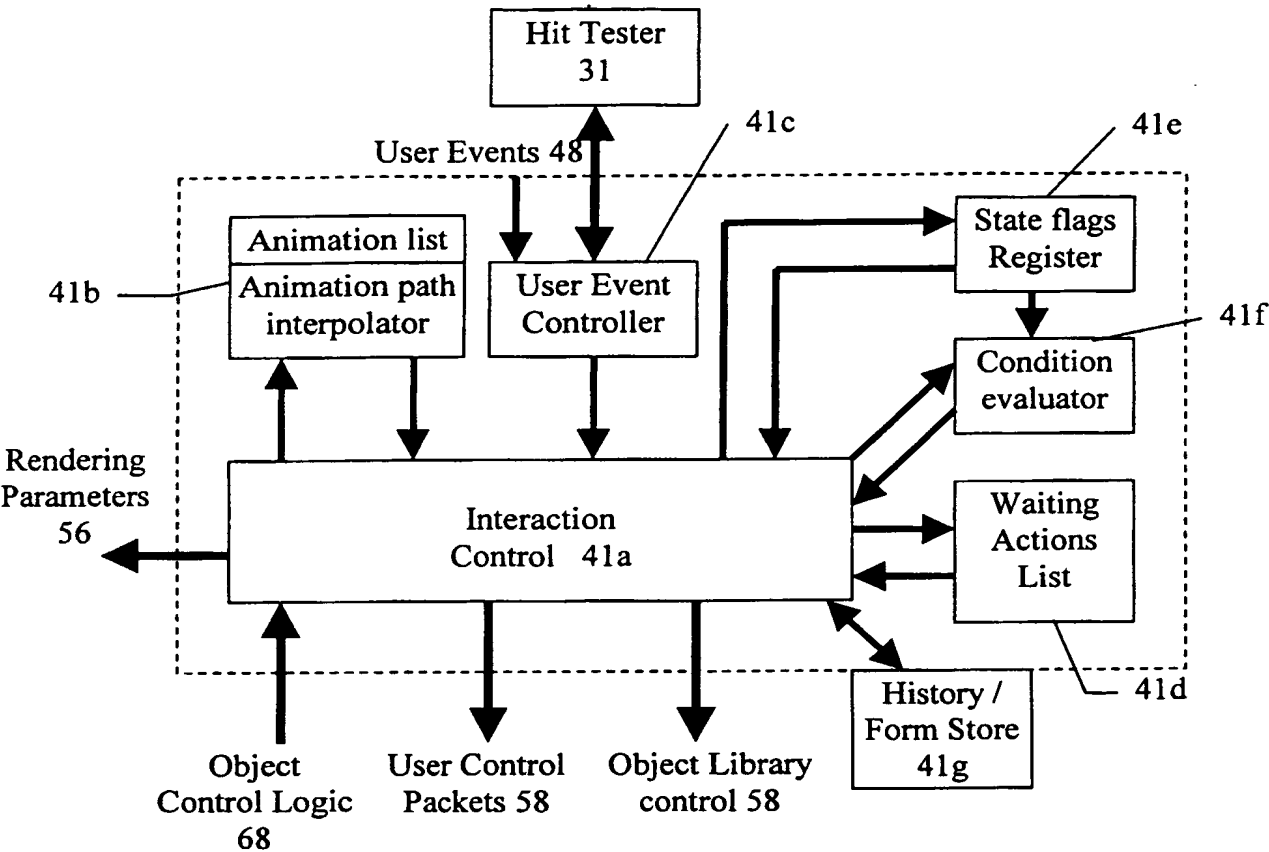 Hit Tester
31
41c
41e
User Events 48
Animation list
Animation path
interpolator
41b
User Event
Controller
State flags
Register
41f
Condition
evaluator
Rendering
Parameters
56
Interaction
Control 41a
Waiting
Actions
List
41d
History /
Form Store
41g
Object
Control Logic
68
User Control
Packets 58
Object Library
control 58